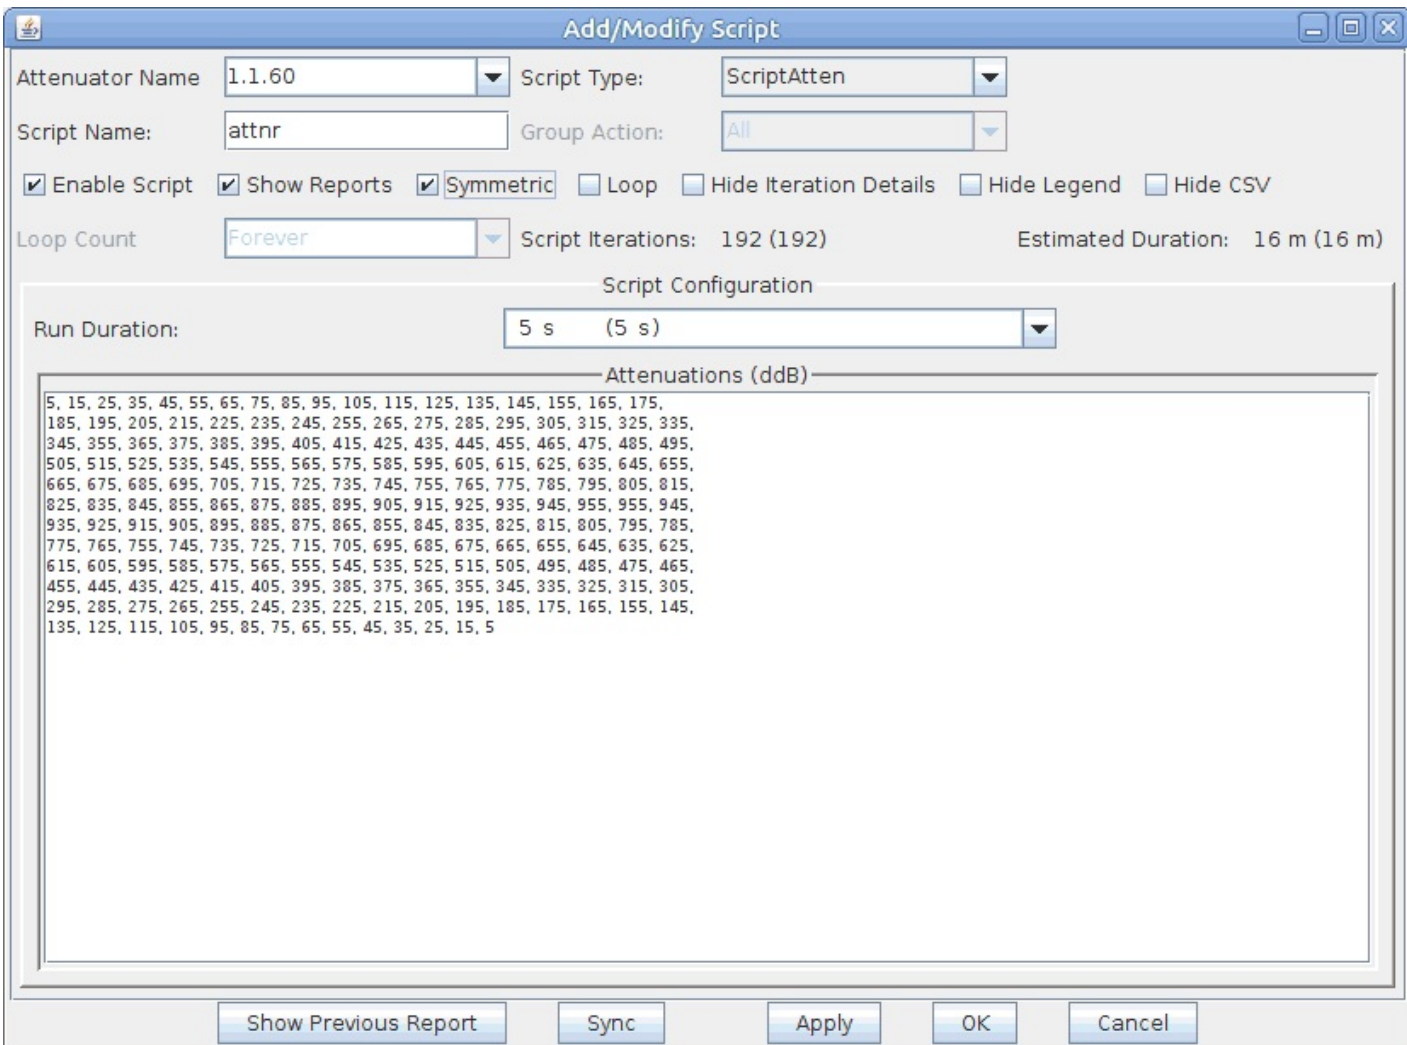 Add/Modify Script
Attenuator Name 1.1.60 Script Type: ScriptAtten
Script Name: attnr Group Action: All
Enable Script Show Reports Symmetric Loop Hide Iteration Details Hide Legend Hide CSV
Loop Count Forever Script Iterations: 192 (192) Estimated Duration: 16 m (16 m)
Script Configuration
Run Duration: 5 s (5 s)
Attenuations (ddB)
5, 15, 25, 35, 45, 55, 65, 75, 85, 95, 105, 115, 125, 135, 145, 155, 165, 175,
185, 195, 205, 215, 225, 235, 245, 255, 265, 275, 285, 295, 305, 315, 325, 335,
345, 355, 365, 375, 385, 395, 405, 415, 425, 435, 445, 455, 465, 475, 485, 495,
505, 515, 525, 535, 545, 555, 565, 575, 585, 595, 605, 615, 625, 635, 645, 655,
665, 675, 685, 695, 705, 715, 725, 735, 745, 755, 765, 775, 785, 795, 805, 815,
825, 835, 845, 855, 865, 875, 885, 895, 905, 915, 925, 935, 945, 955, 955, 945,
935, 925, 915, 905, 895, 885, 875, 865, 855, 845, 835, 825, 815, 805, 795, 785,
775, 765, 755, 745, 735, 725, 715, 705, 695, 685, 675, 665, 655, 645, 635, 625,
615, 605, 595, 585, 575, 565, 555, 545, 535, 525, 515, 505, 495, 485, 475, 465,
455, 445, 435, 425, 415, 405, 395, 385, 375, 365, 355, 345, 335, 325, 315, 305,
295, 285, 275, 265, 255, 245, 235, 225, 215, 205, 195, 185, 175, 165, 155, 145,
135, 125, 115, 105, 95, 85, 75, 65, 55, 45, 35, 25, 15, 5
Show Previous Report Sync Apply OK Cancel